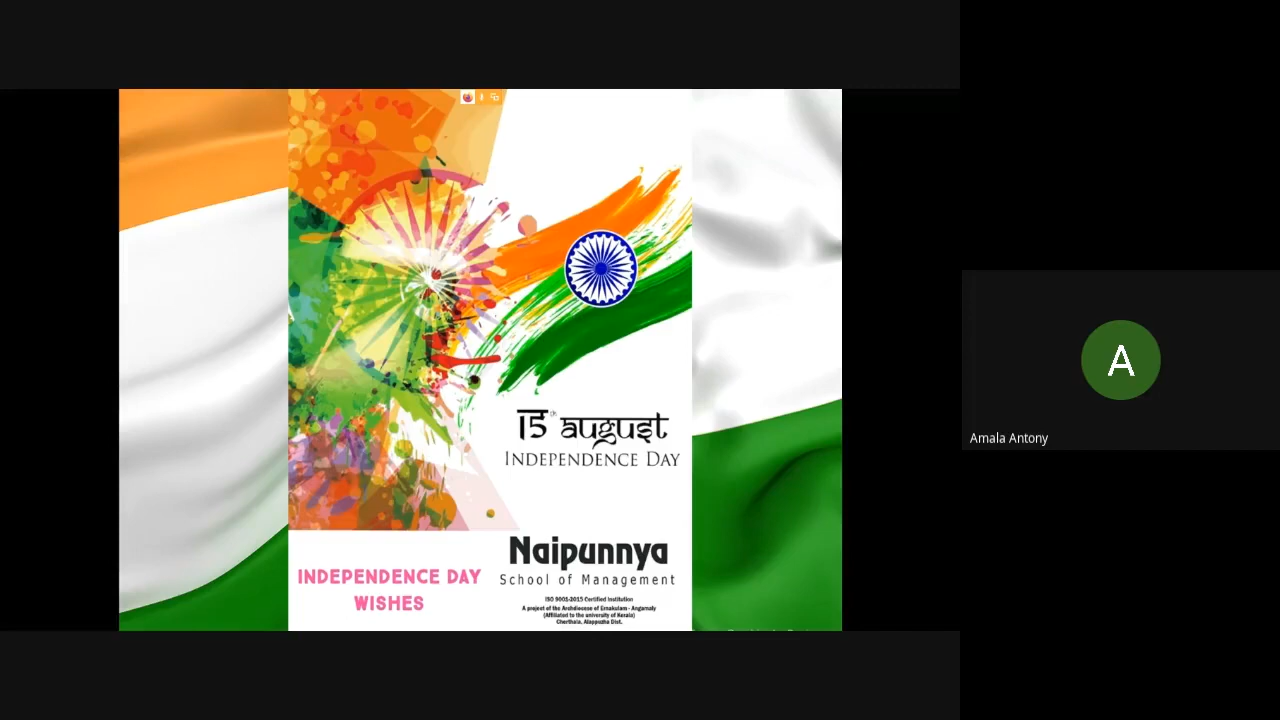 15th august
INDEPENDENCE DAY
Naipunnya
School of Management
INDEPENDENCE DAY
WISHES
ISO 9001-2015 Certified Institution
A project of the Archdiocese of Ernakulam - Angamaly
(Affiliated to the university of Kerala)
Cherthala, Alappuzha Dist.
A
Amala Antony